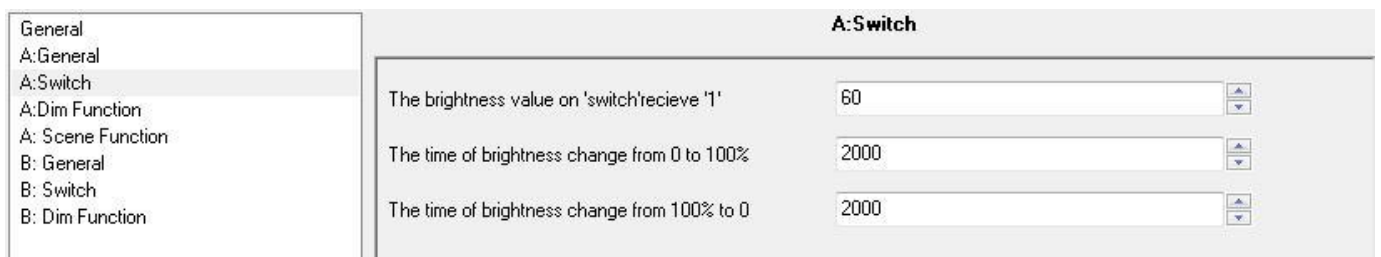 General
A:General
A:Switch
A:Dim Function
A: Scene Function
B: General
B: Switch
B: Dim Function
A:Switch
The brightness value on 'switch'recieve '1'
60
The time of brightness change from 0 to 100%
2000
The time of brightness change from 100% to 0
2000